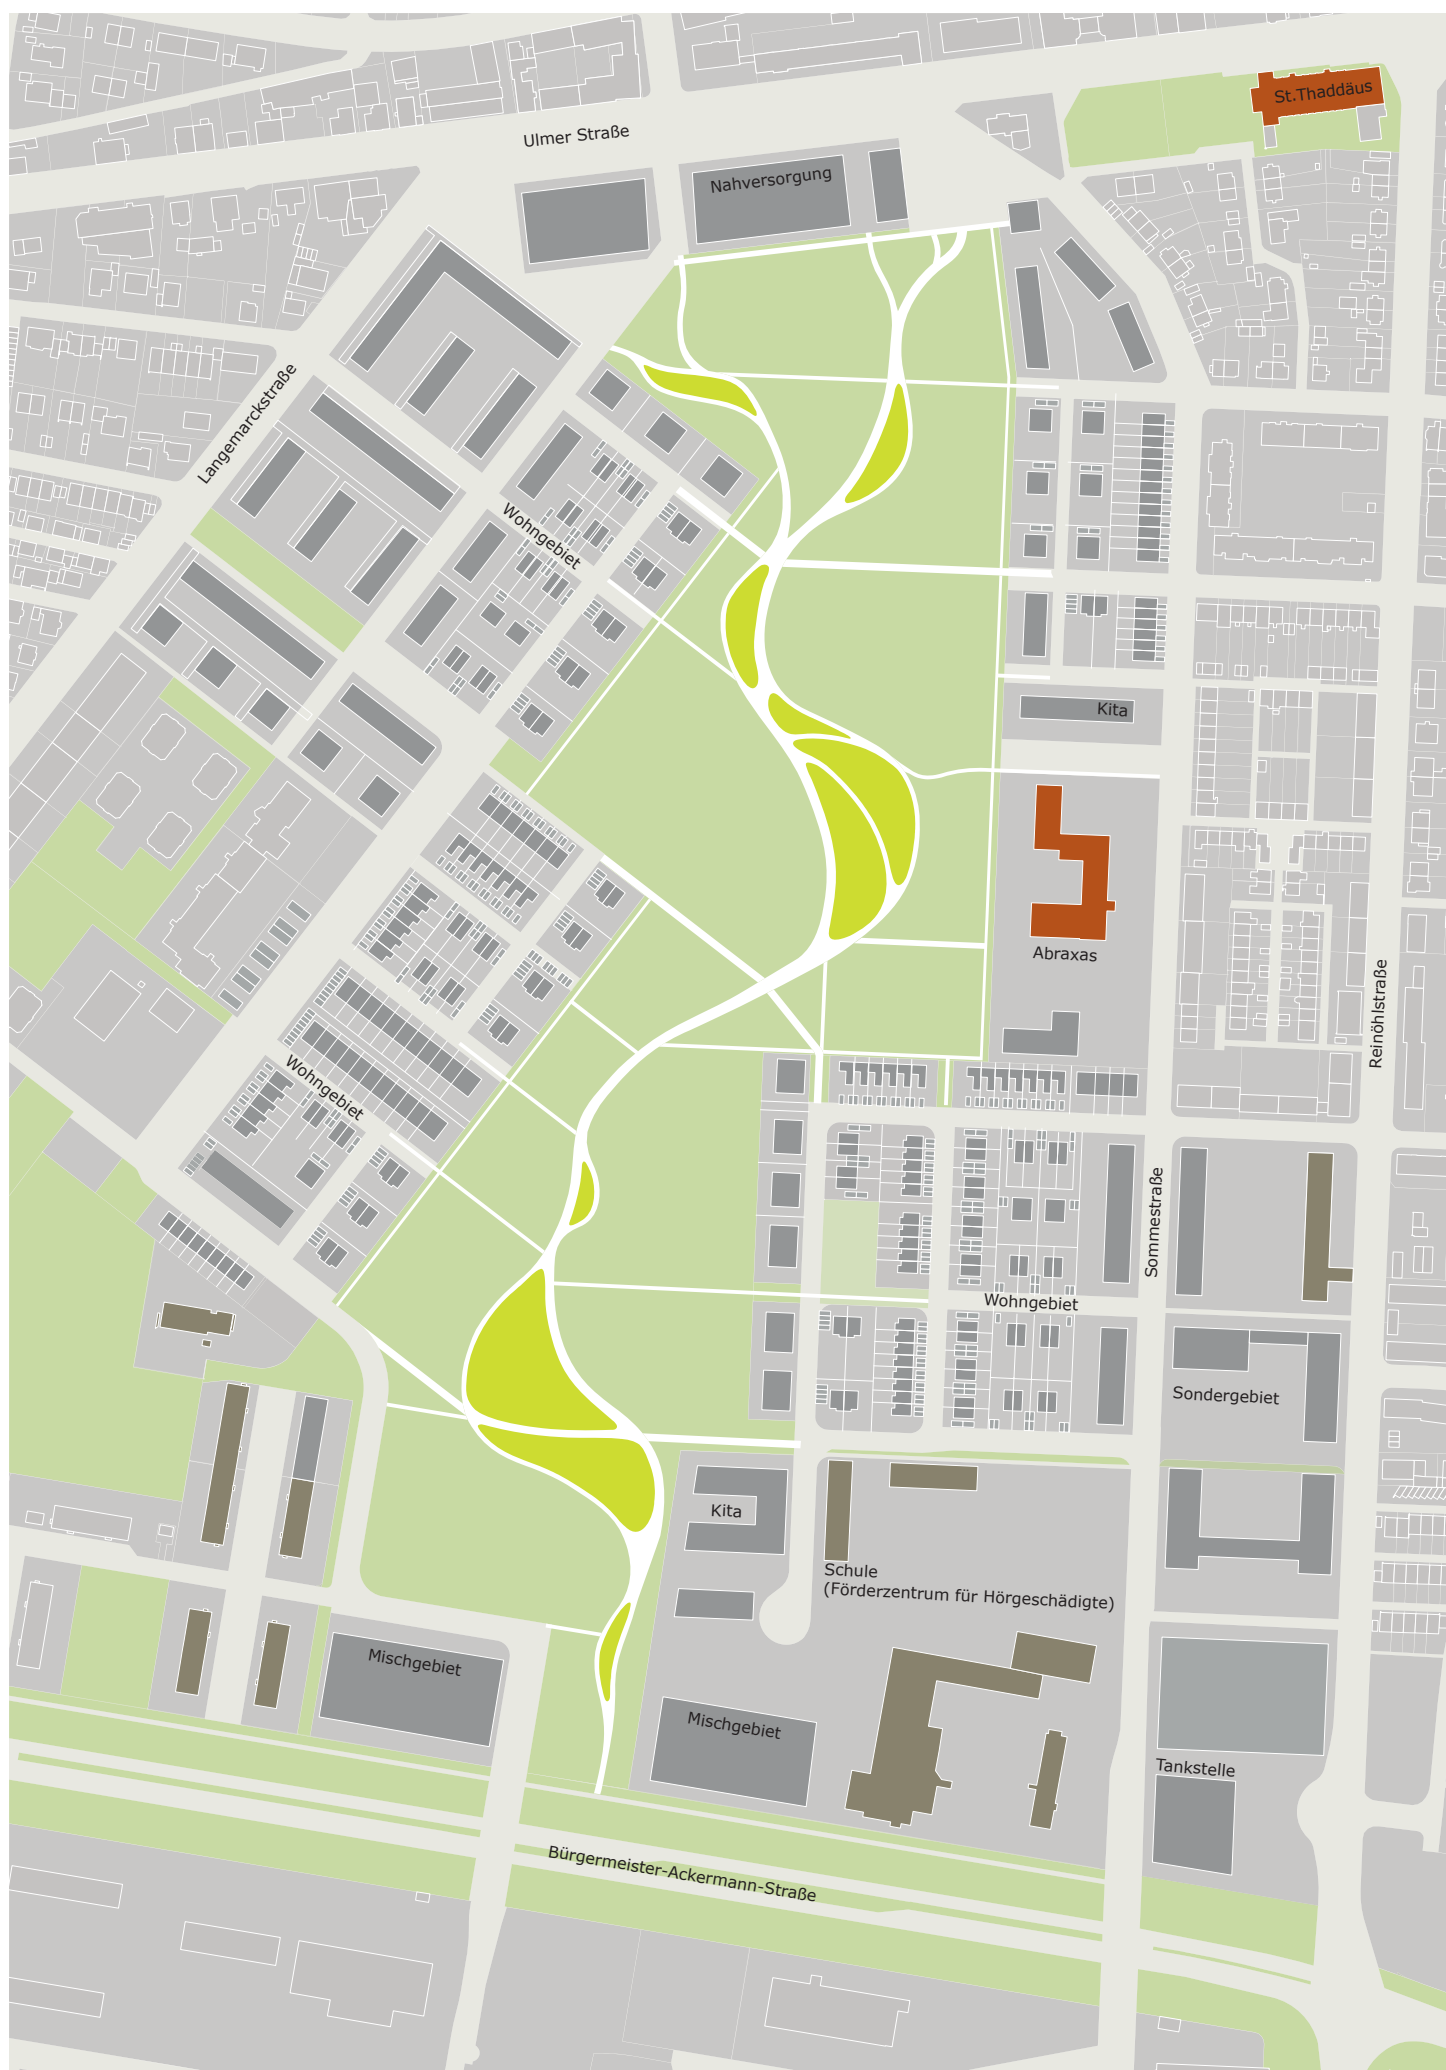 St.Thaddäus
Ulmer Straße
Nahversorgung
Langemarckstraße
Wohngebiet
Kita
Abraxas
Reinöhlstraße
Wohngebiet
Sommestraße
Wohngebiet
Sondergebiet
Kita
Schule
(Förderzentrum für Hörgeschädigte)
Mischgebiet
Mischgebiet
Tankstelle
Bürgermeister-Ackermann-Straße